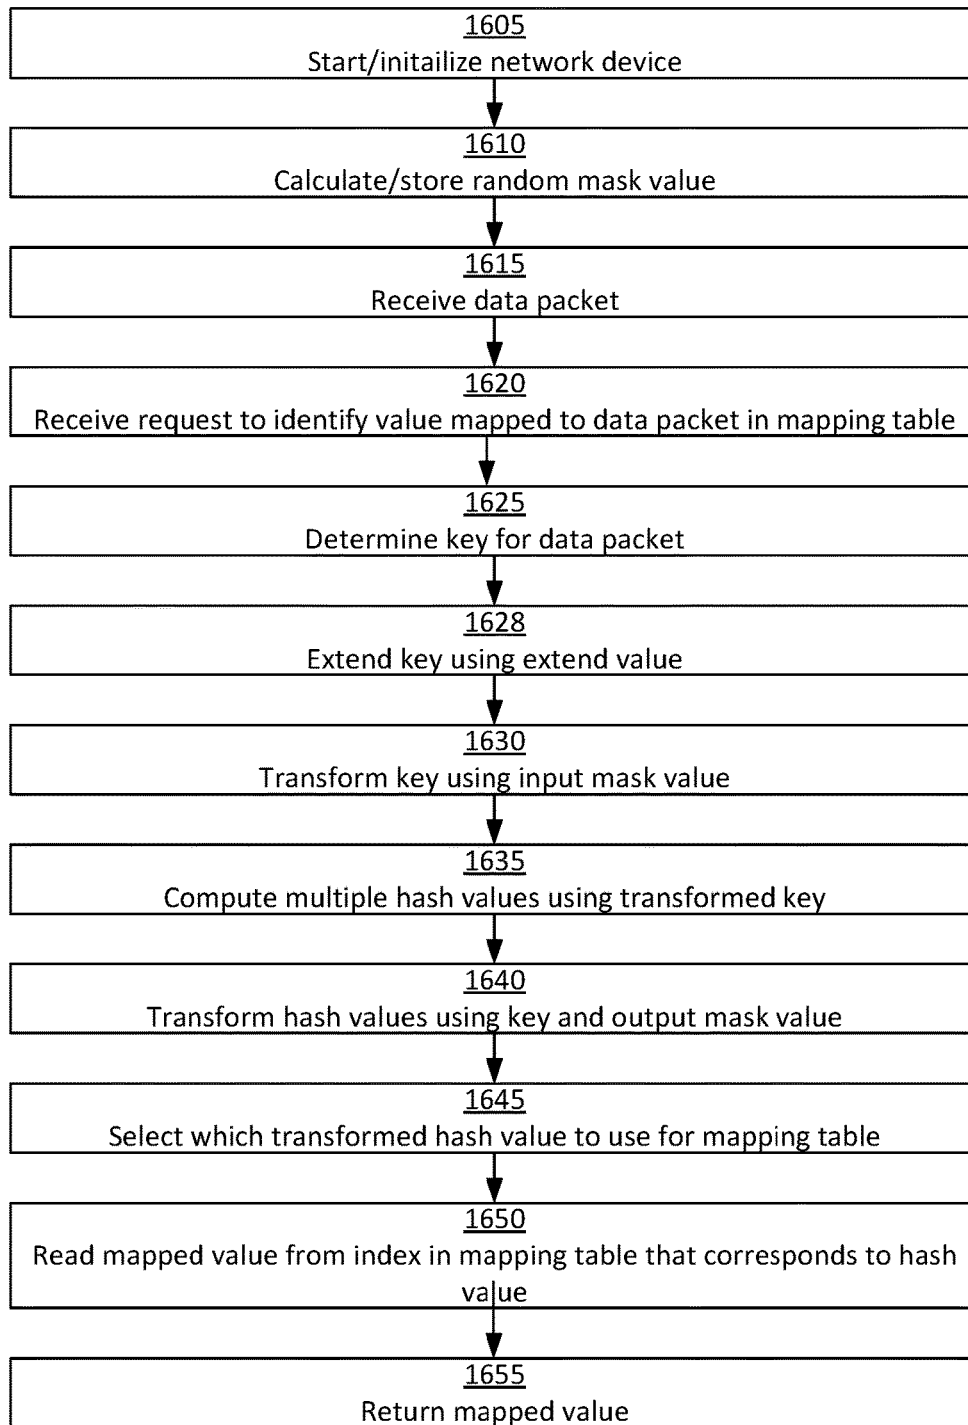 1605
Start/initailize network device
1610
Calculate/store random mask value
1615
Receive data packet
1620
Receive request to identify value mapped to data packet in mapping table
1625
Determine key for data packet
1628
Extend key using extend value
1630
Transform key using input mask value
1635
Compute multiple hash values using transformed key
1640
Transform hash values using key and output mask value
1645
Select which transformed hash value to use for mapping table
1650
Read mapped value from index in mapping table that corresponds to hash
value
1655
Return mapped value